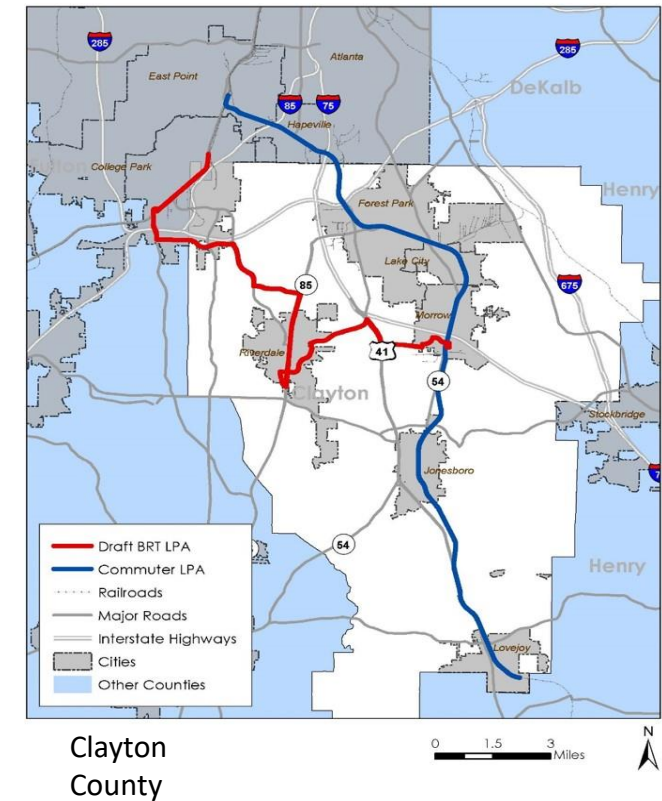 285
Atlanta
285
East Point
DeKalb
85
75
Hapeville
College Park
Henry
Forest Park
Lake City
675
85
Morrow
41
Riverdale
54
Clayton
Stockbridge
Jonesboro
54
Henry
Lovejoy
Draft BRT LPA
Commuter LPA
Railroads
Major Roads
Interstate Highways
Cities
Other Counties
Clayton
County
0 1.5 3
Miles
N